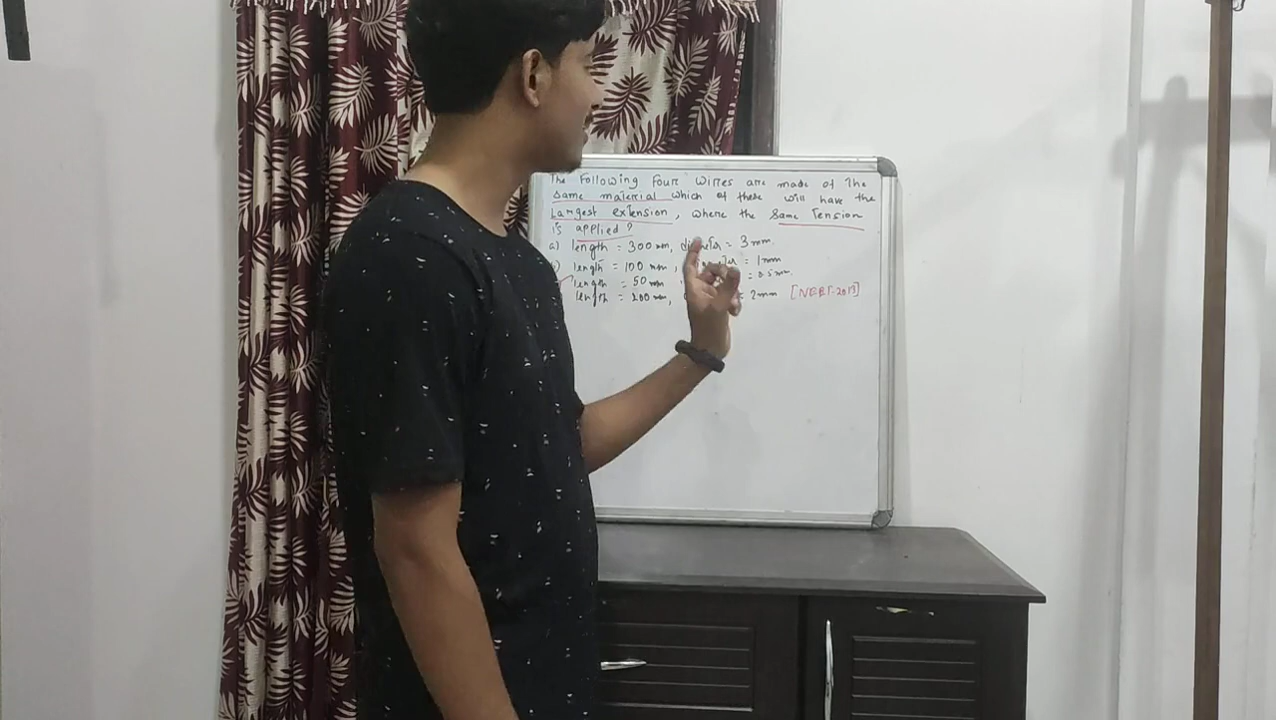 The Following Four Wires are made of The
Same material which of these will have the
Largest extension, where the Same Tension
is applied?
a) length = 300 mm, diameter = 3 mm.
length = 100 mm, = 1 mm
length = 50 mm = 0.5 mm.
length = 200 mm, = 2 mm [NEET-2013]